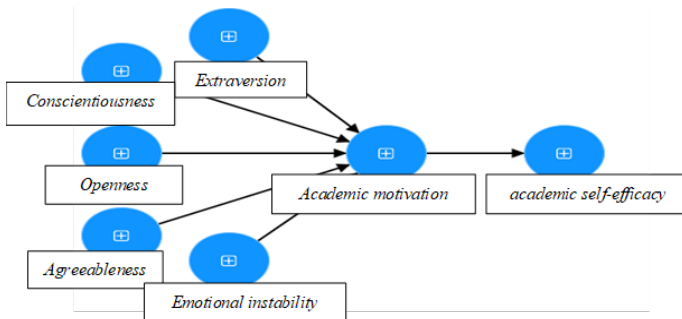 Extraversion
Conscientiousness
Openness
Academic motivation
academic self-efficacy
Agreeableness
Emotional instability